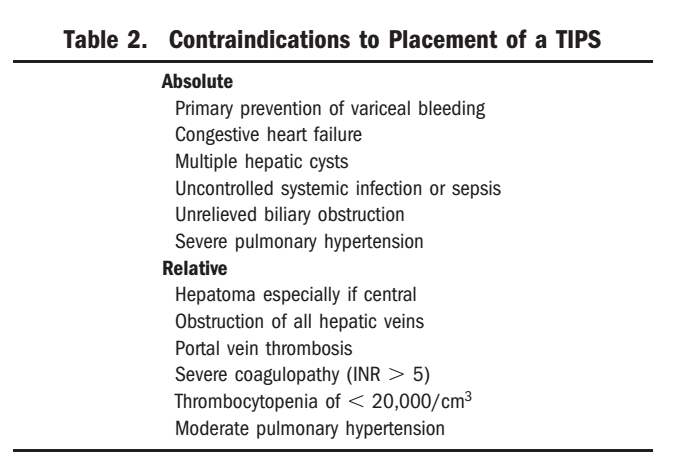 Table 2. Contraindications to Placement of a TIPS
Absolute
Primary prevention of variceal bleeding
Congestive heart failure
Multiple hepatic cysts
Uncontrolled systemic infection or sepsis
Unrelieved biliary obstruction
Severe pulmonary hypertension
Relative
Hepatoma especially if central
Obstruction of all hepatic veins
Portal vein thrombosis
Severe coagulopathy (INR > 5)
Thrombocytopenia of < 20,000/cm³
Moderate pulmonary hypertension